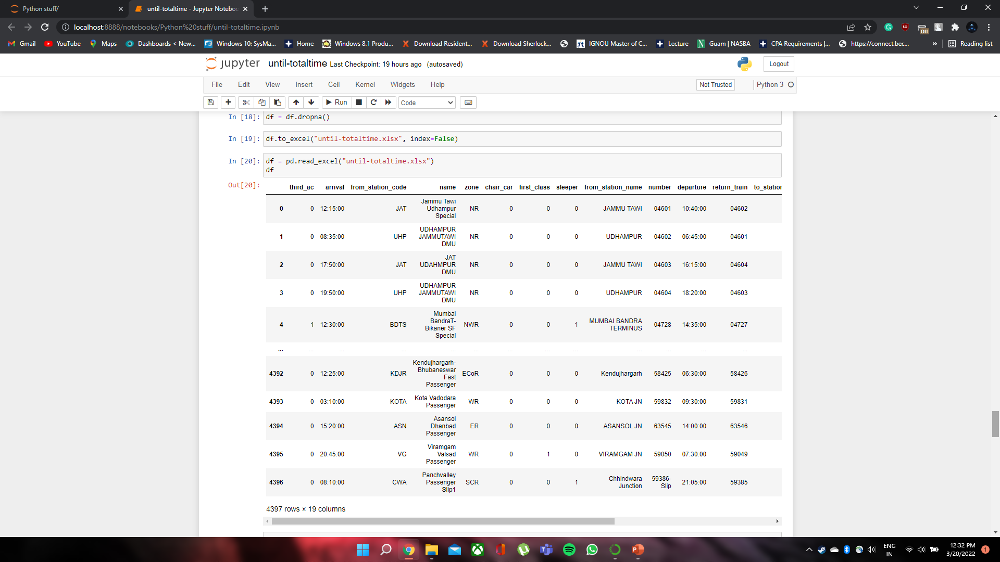 Python stuff/
until-totaltime - Jupyter Noteboo
localhost:8888/notebooks/Python%20stuff/until-totaltime.ipynb
Off
Gmail YouTube Maps Dashboards < New... Windows 10: SysMa... Home Windows 8.1 Produ... Download Resident... Download Sherlock... IGNOU Master of C... Lecture Guam | NASBA CPA Requirements |... https://connect.bec... » Reading list
jupyter until-totaltime Last Checkpoint: 19 hours ago (autosaved) Logout
File Edit View Insert Cell Kernel Widgets Help Not Trusted Python 3
Run Code
In [18]: df = df.dropna()
In [19]: df.to_excel("until-totaltime.xlsx", index=False)
In [20]: df = pd.read_excel("until-totaltime.xlsx")
df
Out[20]:
third_ac arrival from_station_code name zone chair_car first_class sleeper from_station_name number departure return_train to_station
0 0 12:15:00 JAT Jammu Tawi Udhampur Special NR 0 0 0 JAMMU TAWI 04601 10:40:00 04602
1 0 08:35:00 UHP UDHAMPUR JAMMUTAWI DMU NR 0 0 0 UDHAMPUR 04602 06:45:00 04601
2 0 17:50:00 JAT JAT UDAHMPUR DMU NR 0 0 0 JAMMU TAWI 04603 16:15:00 04604
3 0 19:50:00 UHP UDHAMPUR JAMMUTAWI DMU NR 0 0 0 UDHAMPUR 04604 18:20:00 04603
4 1 12:30:00 BDTS Mumbai BandraT-Bikaner SF Special NWR 0 0 1 MUMBAI BANDRA TERMINUS 04728 14:35:00 04727
... ... ... ... ... ... ... ... ... ... ... ... ...
4392 0 12:25:00 KDJR Kendujhargarh-Bhubaneswar Fast Passenger ECoR 0 0 0 Kendujhargarh 58425 06:30:00 58426
4393 0 03:10:00 KOTA Kota Vadodara Passenger WR 0 0 0 KOTA JN 59832 09:30:00 59831
4394 0 15:20:00 ASN Asansol Dhanbad Passenger ER 0 0 0 ASANSOL JN 63545 14:00:00 63546
4395 0 20:45:00 VG Viramgam Valsad Passenger WR 0 1 0 VIRAMGAM JN 59050 07:30:00 59049
4396 0 08:10:00 CWA Panchvalley Passenger Slip1 SCR 0 0 1 Chhindwara Junction 59386-Slip 21:05:00 59385
4397 rows × 19 columns
ENG
IN
12:32 PM
3/20/2022
1